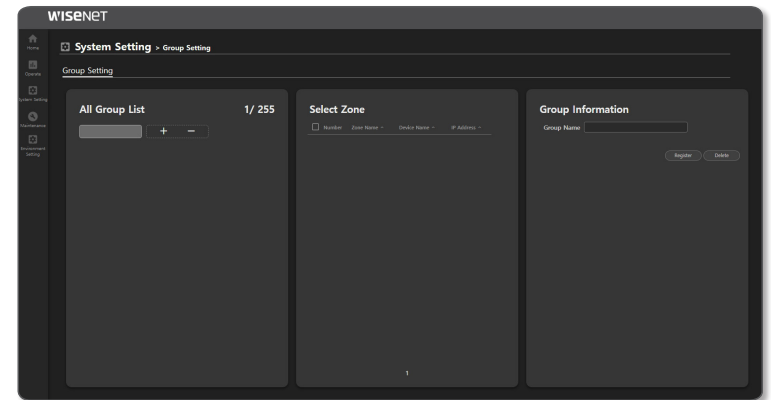 WISENET
Home
System Setting > Group Setting
Operate
Group Setting
System Setting
Maintenance
Environment
Setting
All Group List 1/ 255
+ −
Select Zone
Number Zone Name Device Name IP Address
1
Group Information
Group Name
Register Delete